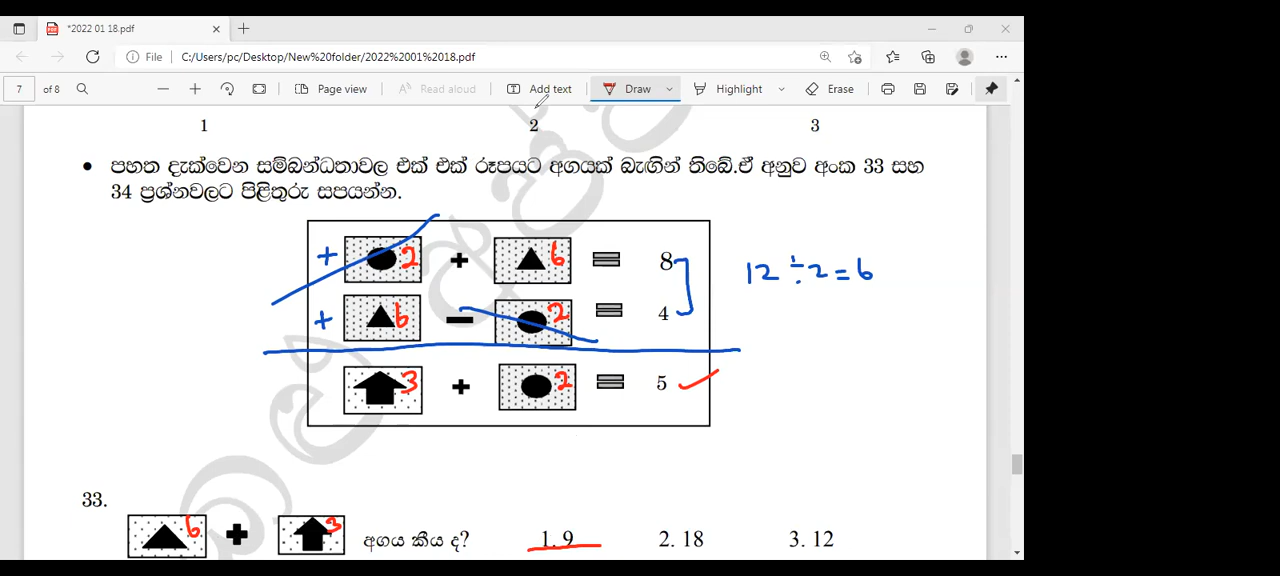 *2022 01 18.pdf
File C:/Users/pc/Desktop/New%20folder/2022%2001%2018.pdf
7 of 8 Page view Read aloud Add text Draw Highlight Erase
1 2 3
• පහත දැක්වෙන සම්බන්ධතාවල එක් එක් රූපයට අගයක් බැඟින් තිබේ.ඒ අනුව අංක 33 සහ
34 ප්‍රශ්නවලට පිළිතුරු සපයන්න.
+ 2 + 6 = 8 12 ÷ 2 = 6
+ 6 − 2 = 4
3 + 2 = 5
33.
6 + 3 අගය කීය ද? 1. 9 2. 18 3. 12